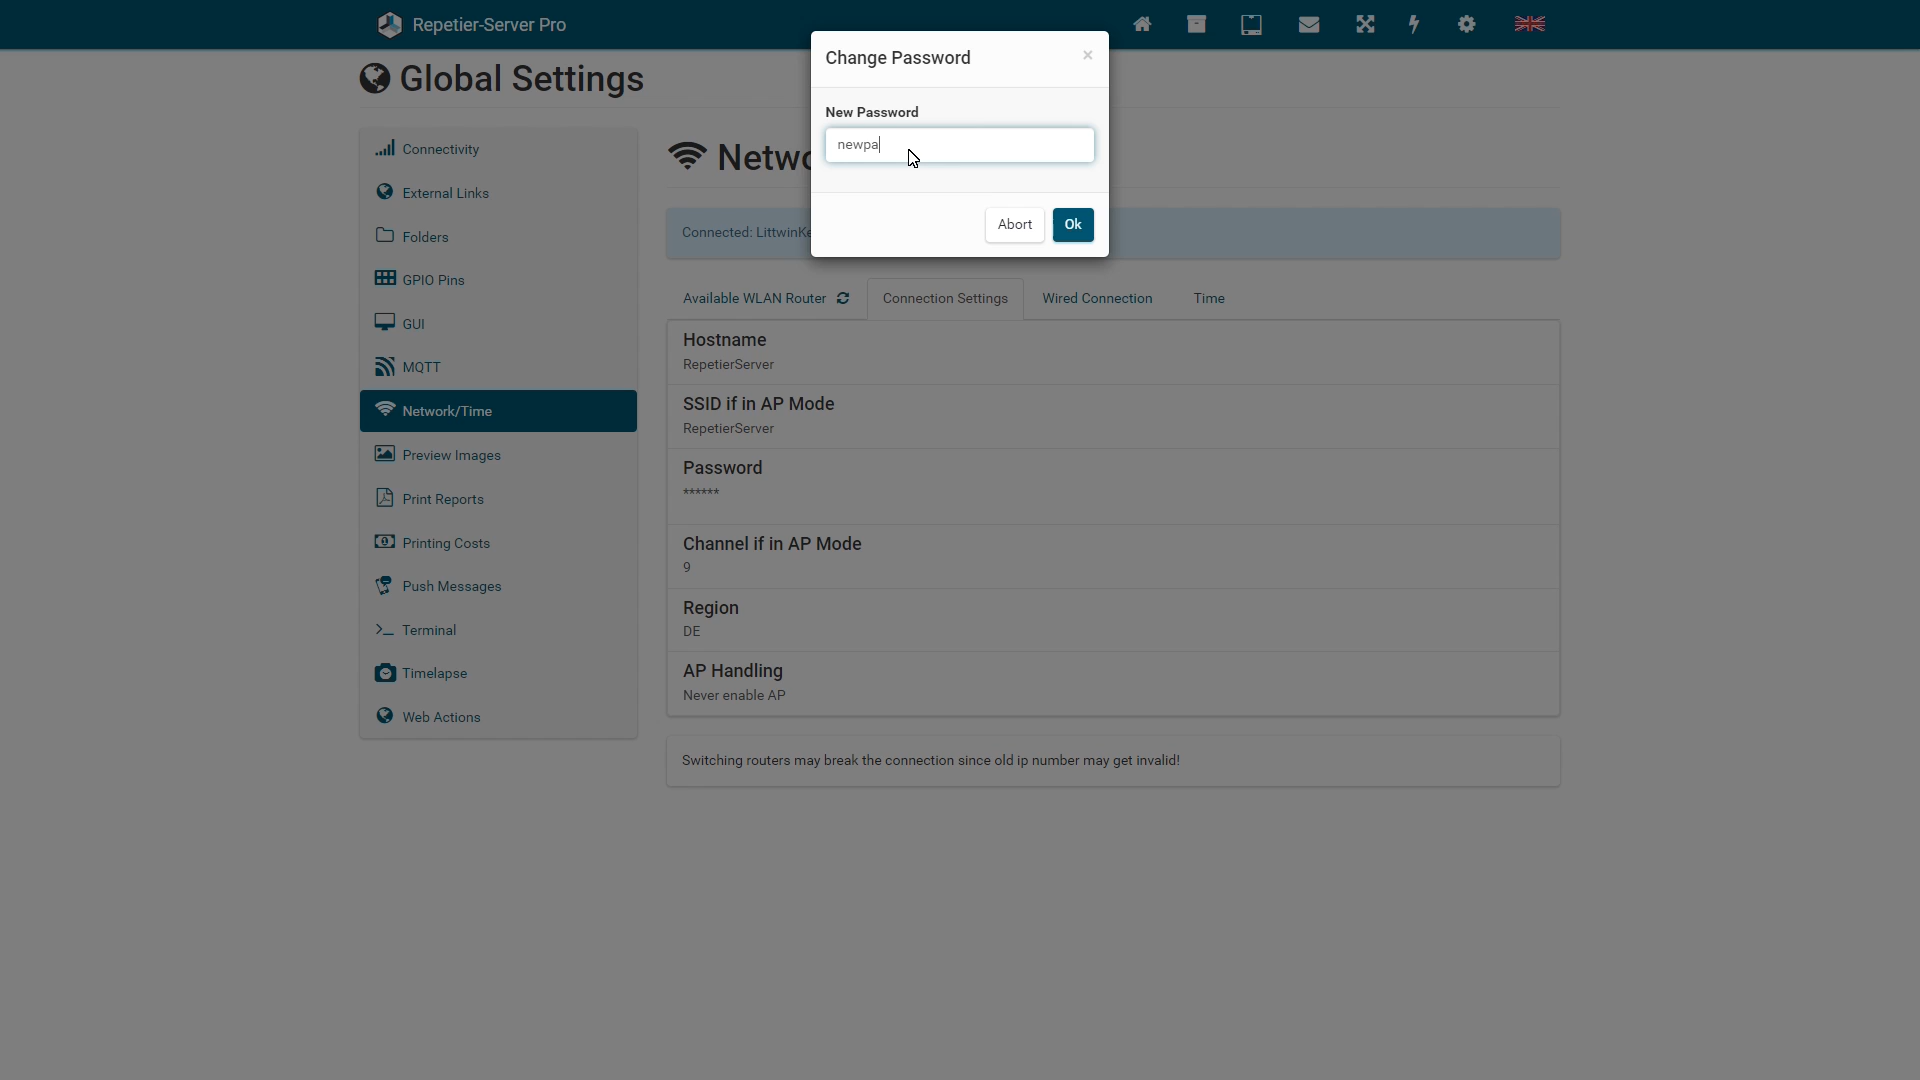 Repetier-Server Pro
Global Settings
Change Password
×
New Password
newpa
Abort
Ok
Connectivity
External Links
Folders
GPIO Pins
GUI
MQTT
Network/Time
Preview Images
Print Reports
Printing Costs
Push Messages
Terminal
Timelapse
Web Actions
Netwo
Connected: LittwinKe
Available WLAN Router
Connection Settings
Wired Connection
Time
Hostname
RepetierServer
SSID if in AP Mode
RepetierServer
Password
******
Channel if in AP Mode
9
Region
DE
AP Handling
Never enable AP
Switching routers may break the connection since old ip number may get invalid!